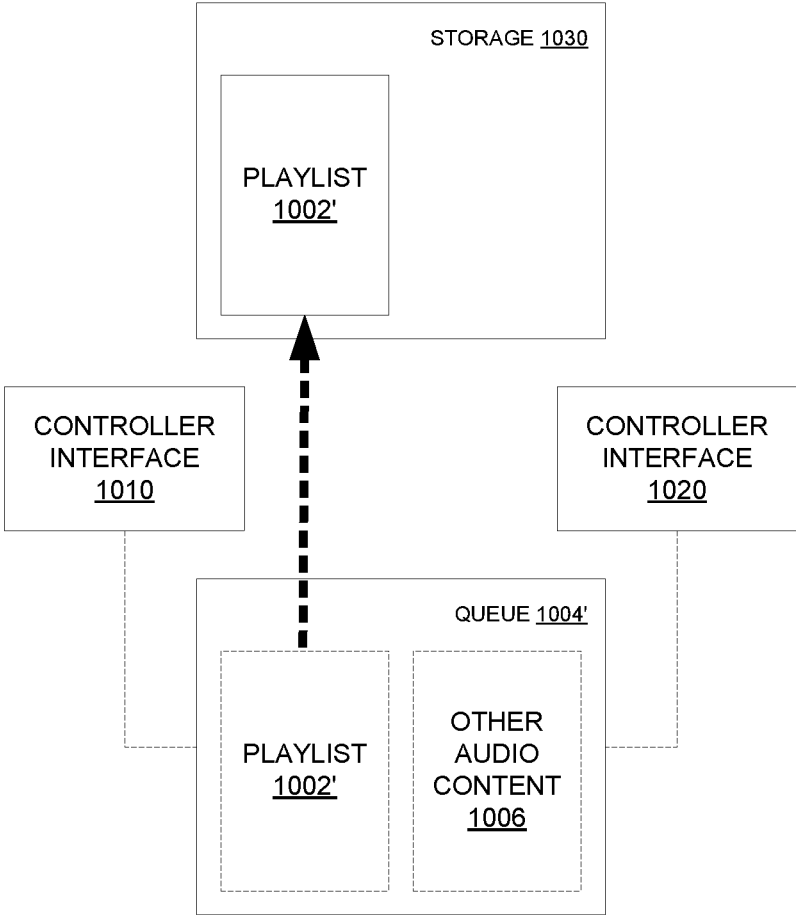 STORAGE 1030
PLAYLIST
1002'
CONTROLLER
INTERFACE
1010
CONTROLLER
INTERFACE
1020
QUEUE 1004'
PLAYLIST
1002'
OTHER
AUDIO
CONTENT
1006